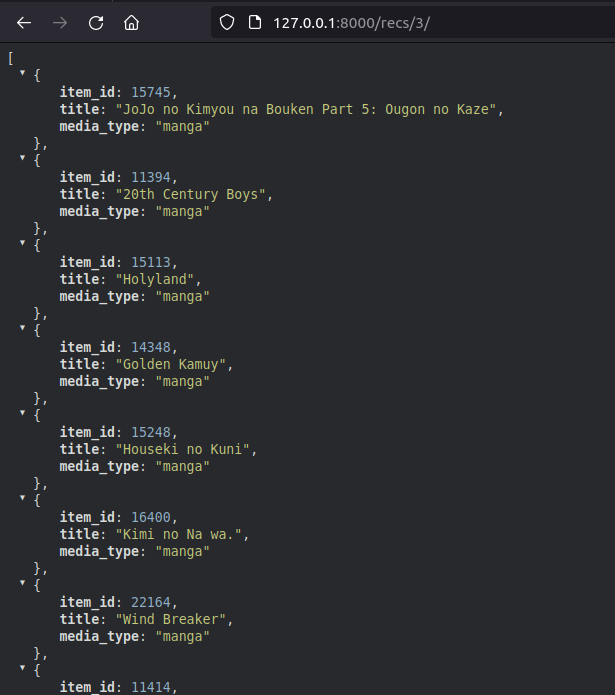 127.0.0.1:8000/recs/3/
[
{
item_id: 15745,
title: "JoJo no Kimyou na Bouken Part 5: Ougon no Kaze",
media_type: "manga"
},
{
item_id: 11394,
title: "20th Century Boys",
media_type: "manga"
},
{
item_id: 15113,
title: "Holyland",
media_type: "manga"
},
{
item_id: 14348,
title: "Golden Kamuy",
media_type: "manga"
},
{
item_id: 15248,
title: "Houseki no Kuni",
media_type: "manga"
},
{
item_id: 16400,
title: "Kimi no Na wa.",
media_type: "manga"
},
{
item_id: 22164,
title: "Wind Breaker",
media_type: "manga"
},
{
item_id: 11414,